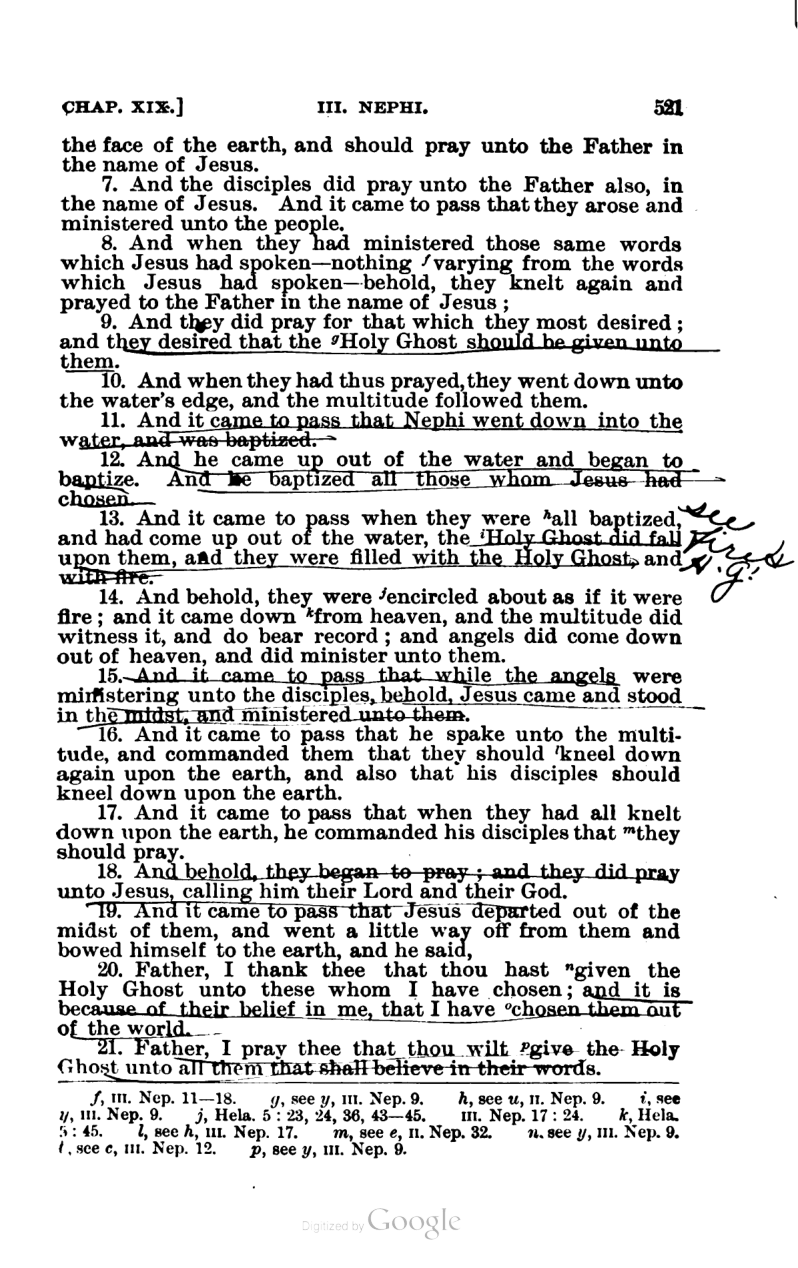 CHAP. XIX.] III. NEPHI. 521
the face of the earth, and should pray unto the Father in
the name of Jesus.
7. And the disciples did pray unto the Father also, in
the name of Jesus. And it came to pass that they arose and
ministered unto the people.
8. And when they had ministered those same words
which Jesus had spoken—nothing f varying from the words
which Jesus had spoken—behold, they knelt again and
prayed to the Father in the name of Jesus;
9. And they did pray for that which they most desired;
and they desired that the g Holy Ghost should be given unto
them.
10. And when they had thus prayed, they went down unto
the water's edge, and the multitude followed them.
11. And it came to pass that Nephi went down into the
water, and was baptized.
12. And he came up out of the water and began to
baptize. And he baptized all those whom Jesus had
chosen.
13. And it came to pass when they were h all baptized,
and had come up out of the water, the i Holy Ghost did fall
upon them, and they were filled with the Holy Ghost, and
with fire.
see
Fire &
H. G!
14. And behold, they were j encircled about as if it were
fire; and it came down k from heaven, and the multitude did
witness it, and do bear record; and angels did come down
out of heaven, and did minister unto them.
15. And it came to pass that while the angels were
ministering unto the disciples, behold, Jesus came and stood
in the midst, and ministered unto them.
16. And it came to pass that he spake unto the multi-
tude, and commanded them that they should l kneel down
again upon the earth, and also that his disciples should
kneel down upon the earth.
17. And it came to pass that when they had all knelt
down upon the earth, he commanded his disciples that m they
should pray.
18. And behold, they began to pray; and they did pray
unto Jesus, calling him their Lord and their God.
19. And it came to pass that Jesus departed out of the
midst of them, and went a little way off from them and
bowed himself to the earth, and he said,
20. Father, I thank thee that thou hast n given the
Holy Ghost unto these whom I have chosen; and it is
because of their belief in me, that I have o chosen them out
of the world.
21. Father, I pray thee that thou wilt p give the Holy
Ghost unto all them that shall believe in their words.
f, III. Nep. 11—18. g, see y, III. Nep. 9. h, see u, II. Nep. 9. i, see
y, III. Nep. 9. j, Hela. 5 : 23, 24, 36, 43—45. III. Nep. 17 : 24. k, Hela.
5 : 45. l, see h, III. Nep. 17. m, see e, II. Nep. 32. n, see y, III. Nep. 9.
see c, III. Nep. 12. p, see y, III. Nep. 9.
Digitized by Google